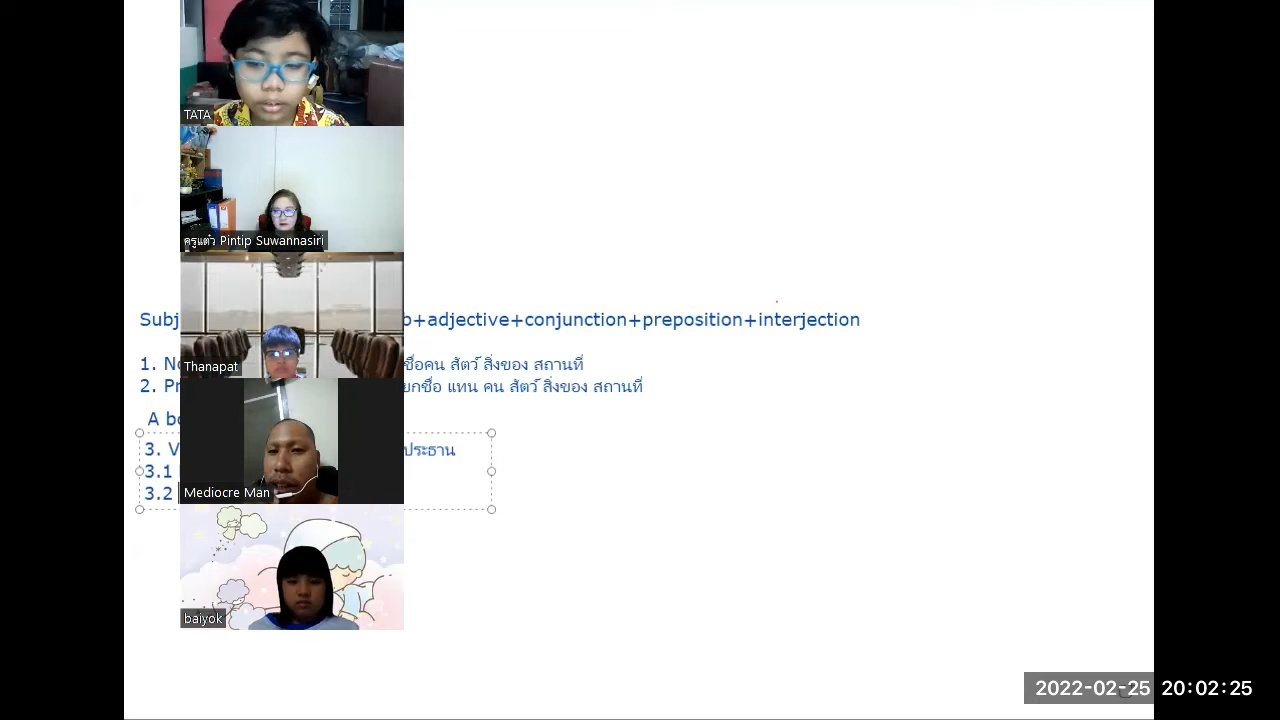 TATA
ครูแต๋ว Pintip Suwannasiri
Thanapat
Mediocre Man
baiyok
Subj b+adjective+conjunction+preposition+interjection
1. No ชื่อคน สัตว์ สิ่งของ สถานที่
2. Pr ยกชื่อ แทน คน สัตว์ สิ่งของ สถานที่
A bo
3. V ประธาน
3.1
3.2
2022-02-25 20:02:25